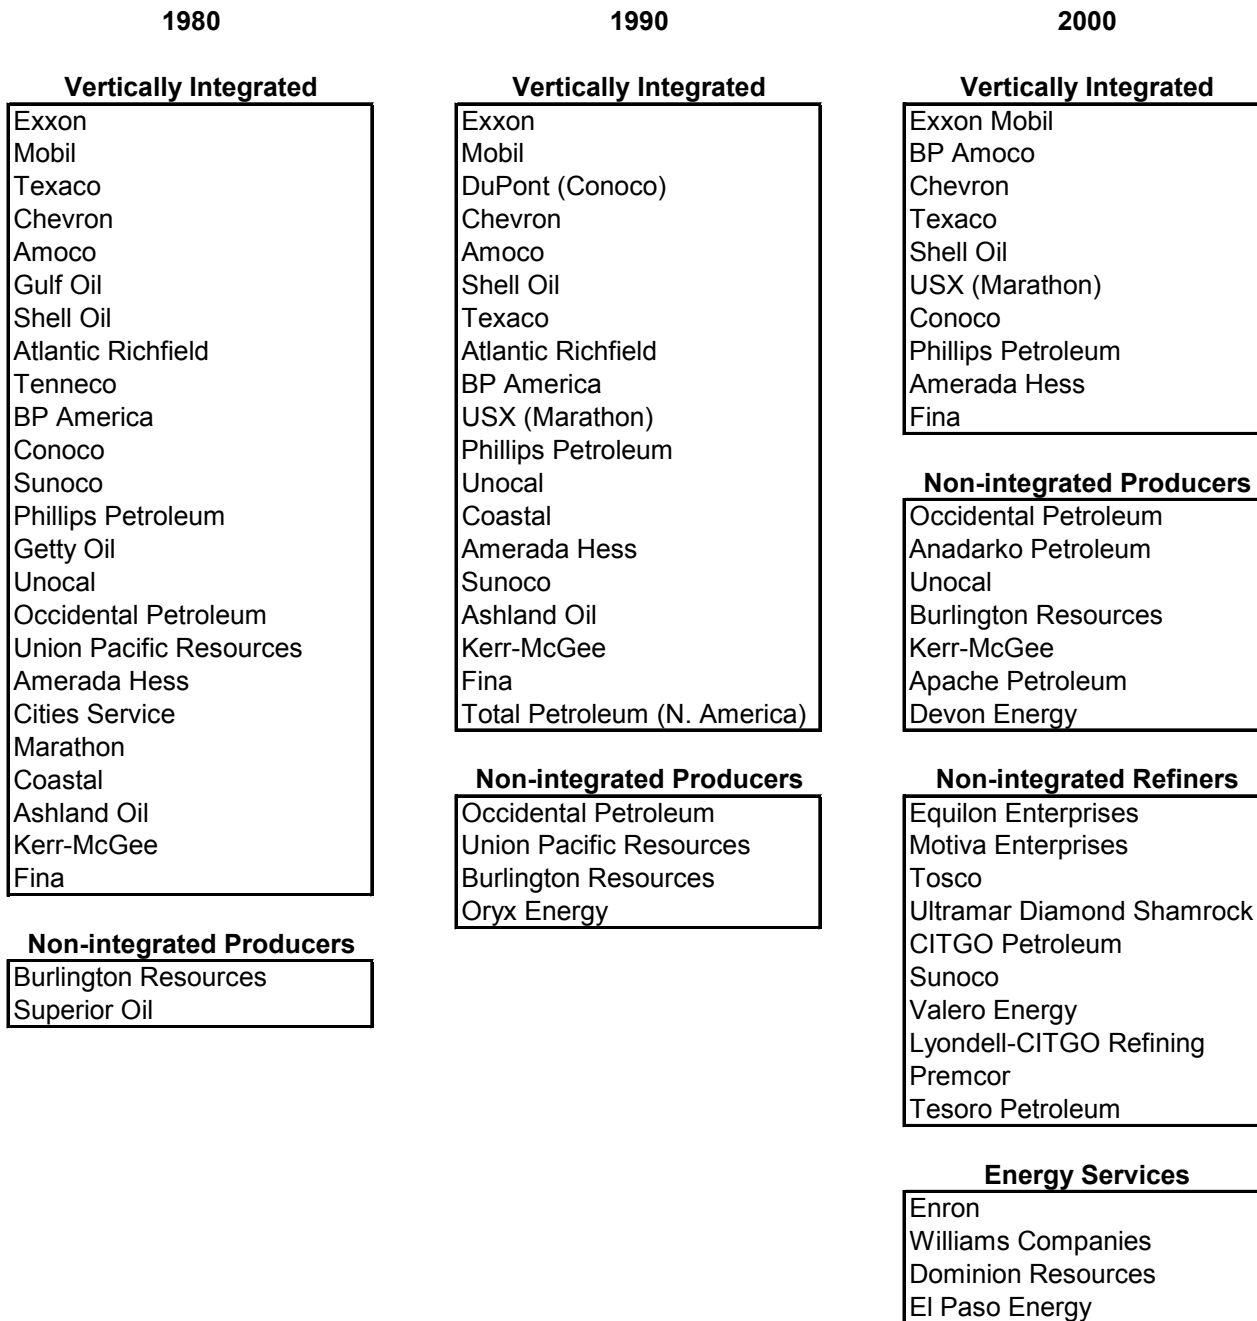 1980
Vertically Integrated
Exxon
Mobil
Texaco
Chevron
Amoco
Gulf Oil
Shell Oil
Atlantic Richfield
Tenneco
BP America
Conoco
Sunoco
Phillips Petroleum
Getty Oil
Unocal
Occidental Petroleum
Union Pacific Resources
Amerada Hess
Cities Service
Marathon
Coastal
Ashland Oil
Kerr-McGee
Fina
Non-integrated Producers
Burlington Resources
Superior Oil
1990
Vertically Integrated
Exxon
Mobil
DuPont (Conoco)
Chevron
Amoco
Shell Oil
Texaco
Atlantic Richfield
BP America
USX (Marathon)
Phillips Petroleum
Unocal
Coastal
Amerada Hess
Sunoco
Ashland Oil
Kerr-McGee
Fina
Total Petroleum (N. America)
Non-integrated Producers
Occidental Petroleum
Union Pacific Resources
Burlington Resources
Oryx Energy
2000
Vertically Integrated
Exxon Mobil
BP Amoco
Chevron
Texaco
Shell Oil
USX (Marathon)
Conoco
Phillips Petroleum
Amerada Hess
Fina
Non-integrated Producers
Occidental Petroleum
Anadarko Petroleum
Unocal
Burlington Resources
Kerr-McGee
Apache Petroleum
Devon Energy
Non-integrated Refiners
Equilon Enterprises
Motiva Enterprises
Tosco
Ultramar Diamond Shamrock
CITGO Petroleum
Sunoco
Valero Energy
Lyondell-CITGO Refining
Premcor
Tesoro Petroleum
Energy Services
Enron
Williams Companies
Dominion Resources
El Paso Energy